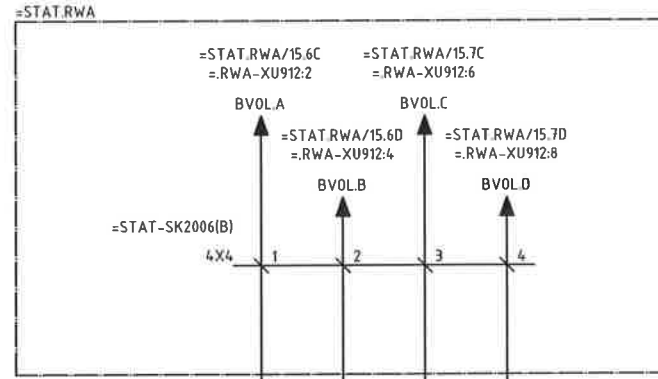 =STAT.RWA
=STAT.RWA/15.6C
=.RWA-XU912:2
BVOL.A
=STAT.RWA/15.7C
=.RWA-XU912:6
BVOL.C
=STAT.RWA/15.6D
=.RWA-XU912:4
BVOL.B
=STAT.RWA/15.7D
=.RWA-XU912:8
BVOL.D
=STAT-SK2006(B)
4X4 1 2 3 4